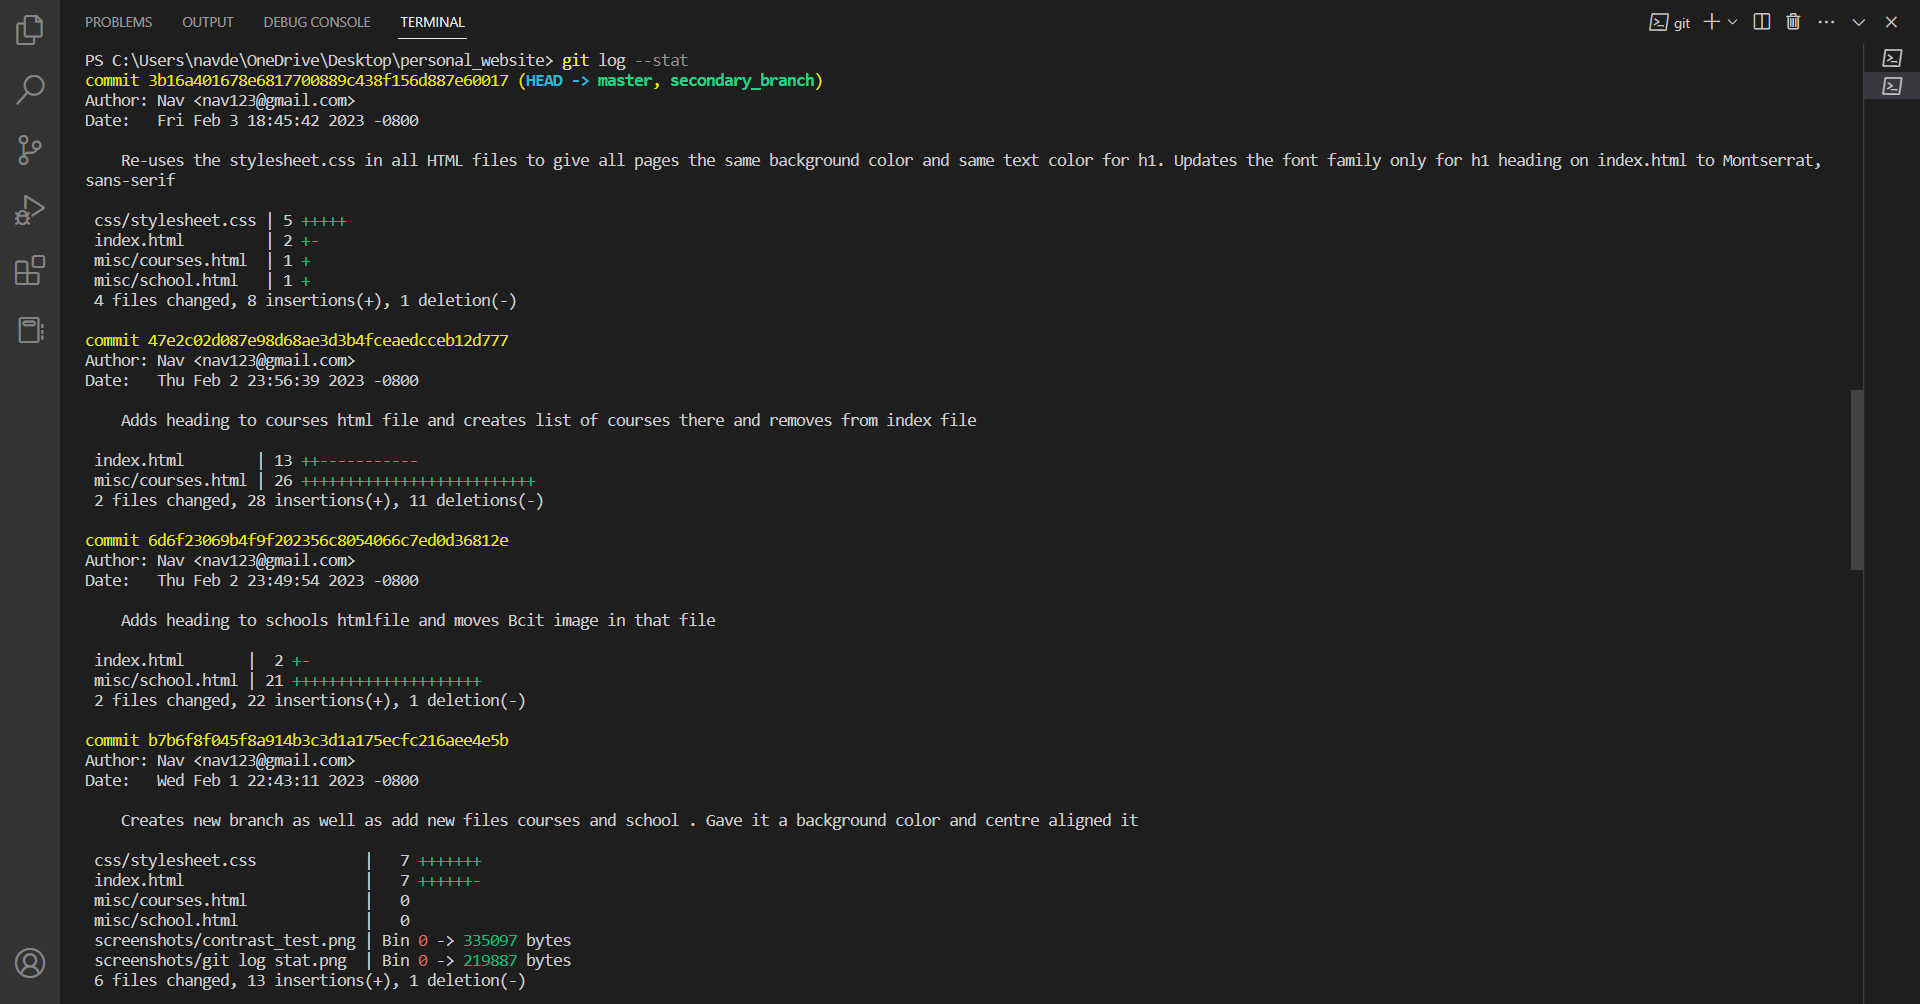 PROBLEMS OUTPUT DEBUG CONSOLE TERMINAL git
PS C:\Users\navde\OneDrive\Desktop\personal_website> git log --stat
commit 3b16a401678e6817700889c438f156d887e60017 (HEAD -> master, secondary_branch)
Author: Nav <nav123@gmail.com>
Date:   Fri Feb 3 18:45:42 2023 -0800
    Re-uses the stylesheet.css in all HTML files to give all pages the same background color and same text color for h1. Updates the font family only for h1 heading on index.html to Montserrat,
sans-serif
 css/stylesheet.css | 5 +++++
 index.html         | 2 +-
 misc/courses.html  | 1 +
 misc/school.html   | 1 +
 4 files changed, 8 insertions(+), 1 deletion(-)
commit 47e2c02d087e98d68ae3d3b4fceaedcceb12d777
Author: Nav <nav123@gmail.com>
Date:   Thu Feb 2 23:56:39 2023 -0800
    Adds heading to courses html file and creates list of courses there and removes from index file
 index.html        | 13 ++-----------
 misc/courses.html | 26 ++++++++++++++++++++++++++
 2 files changed, 28 insertions(+), 11 deletions(-)
commit 6d6f23069b4f9f202356c8054066c7ed0d36812e
Author: Nav <nav123@gmail.com>
Date:   Thu Feb 2 23:49:54 2023 -0800
    Adds heading to schools htmlfile and moves Bcit image in that file
 index.html       |  2 +-
 misc/school.html | 21 +++++++++++++++++++++
 2 files changed, 22 insertions(+), 1 deletion(-)
commit b7b6f8f045f8a914b3c3d1a175ecfc216aee4e5b
Author: Nav <nav123@gmail.com>
Date:   Wed Feb 1 22:43:11 2023 -0800
    Creates new branch as well as add new files courses and school . Gave it a background color and centre aligned it
 css/stylesheet.css            |   7 +++++++
 index.html                    |   7 ++++++-
 misc/courses.html             |   0
 misc/school.html              |   0
 screenshots/contrast_test.png | Bin 0 -> 335097 bytes
 screenshots/git log stat.png  | Bin 0 -> 219887 bytes
 6 files changed, 13 insertions(+), 1 deletion(-)